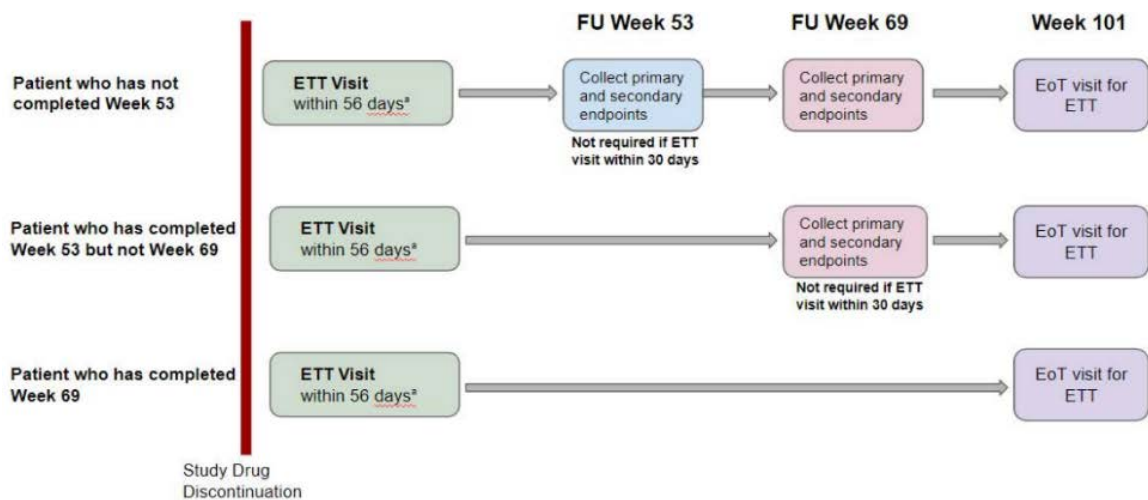 FU Week 53
FU Week 69
Week 101
Patient who has not
completed Week 53
ETT Visit
within 56 daysª
Collect primary
and secondary
endpoints
Not required if ETT
visit within 30 days
Collect primary
and secondary
endpoints
EoT visit for
ETT
Patient who has completed
Week 53 but not Week 69
ETT Visit
within 56 daysª
Collect primary
and secondary
endpoints
Not required if ETT
visit within 30 days
EoT visit for
ETT
Patient who has completed
Week 69
ETT Visit
within 56 daysª
EoT visit for
ETT
Study Drug
Discontinuation